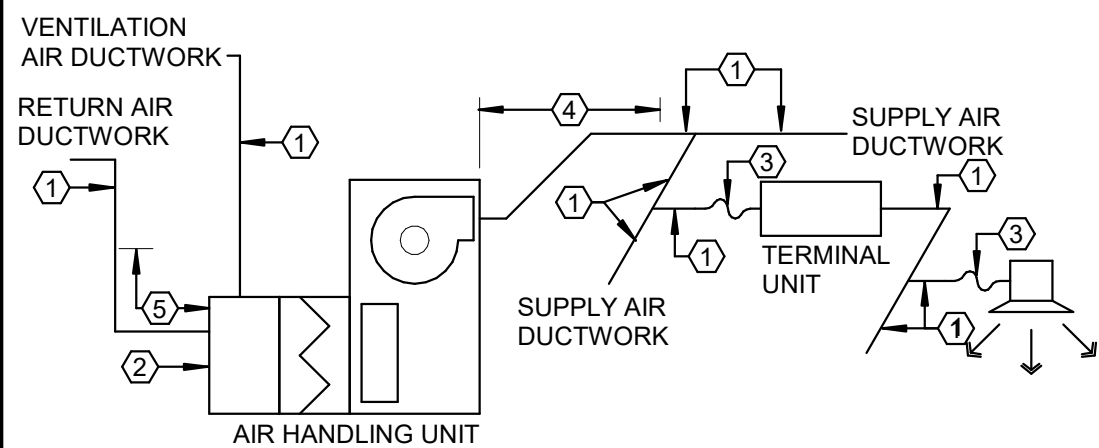 VENTILATION
AIR DUCTWORK
RETURN AIR
DUCTWORK
1
1
4
1
SUPPLY AIR
DUCTWORK
3
1
1
1
TERMINAL
UNIT
3
5
SUPPLY AIR
DUCTWORK
1
2
AIR HANDLING UNIT